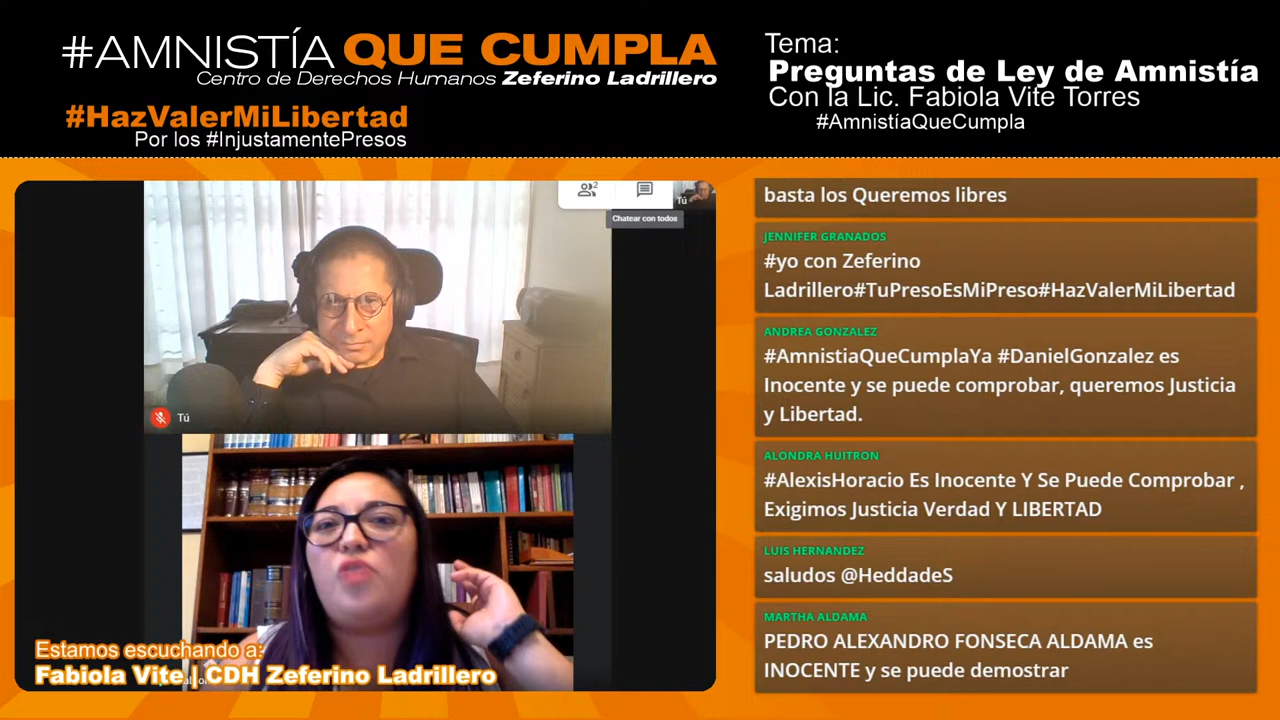 #AMNISTÍA QUE CUMPLA
Centro de Derechos Humanos Zeferino Ladrillero
#HazValerMiLibertad
Por los #InjustamentePresos
Tema:
Preguntas de Ley de Amnistía
Con la Lic. Fabiola Vite Torres
#AmnistíaQueCumpla
2
Tú
Chatear con todos
Tú
Estamos escuchando a:
Fabiola Vite | CDH Zeferino Ladrillero
basta los Queremos libres
JENNIFER GRANADOS
#yo con Zeferino
Ladrillero#TuPresoEsMiPreso#HazValerMiLibertad
ANDREA GONZALEZ
#AmnistiaQueCumplaYa #DanielGonzalez es
Inocente y se puede comprobar, queremos Justicia
y Libertad.
ALONDRA HUITRON
#AlexisHoracio Es Inocente Y Se Puede Comprobar ,
Exigimos Justicia Verdad Y LIBERTAD
LUIS HERNANDEZ
saludos @HeddadeS
MARTHA ALDAMA
PEDRO ALEXANDRO FONSECA ALDAMA es
INOCENTE y se puede demostrar